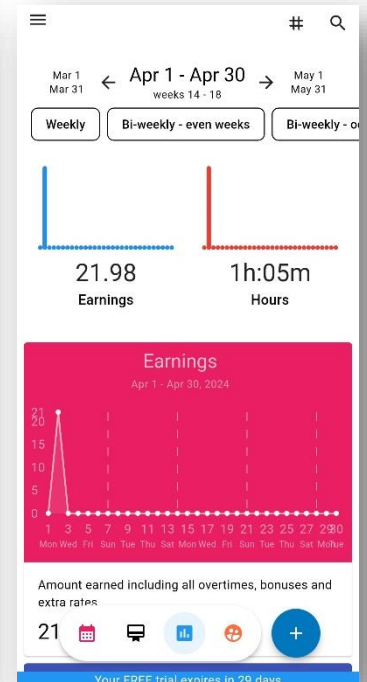 #
Mar 1
Mar 31
Apr 1 - Apr 30
weeks 14 - 18
May 1
May 31
Weekly
Bi-weekly - even weeks
Bi-weekly - o
21.98
Earnings
1h:05m
Hours
Earnings
Apr 1 - Apr 30, 2024
21
20
15
10
5
0
1 3 5 7 9 11 13 15 17 19 21 23 25 27 29 30
Mon Wed Fri Sun Tue Thu Sat Mon Wed Fri Sun Tue Thu Sat Mon Tue
Amount earned including all overtimes, bonuses and
extra rates
21
+
Your FREE trial expires in 29 days